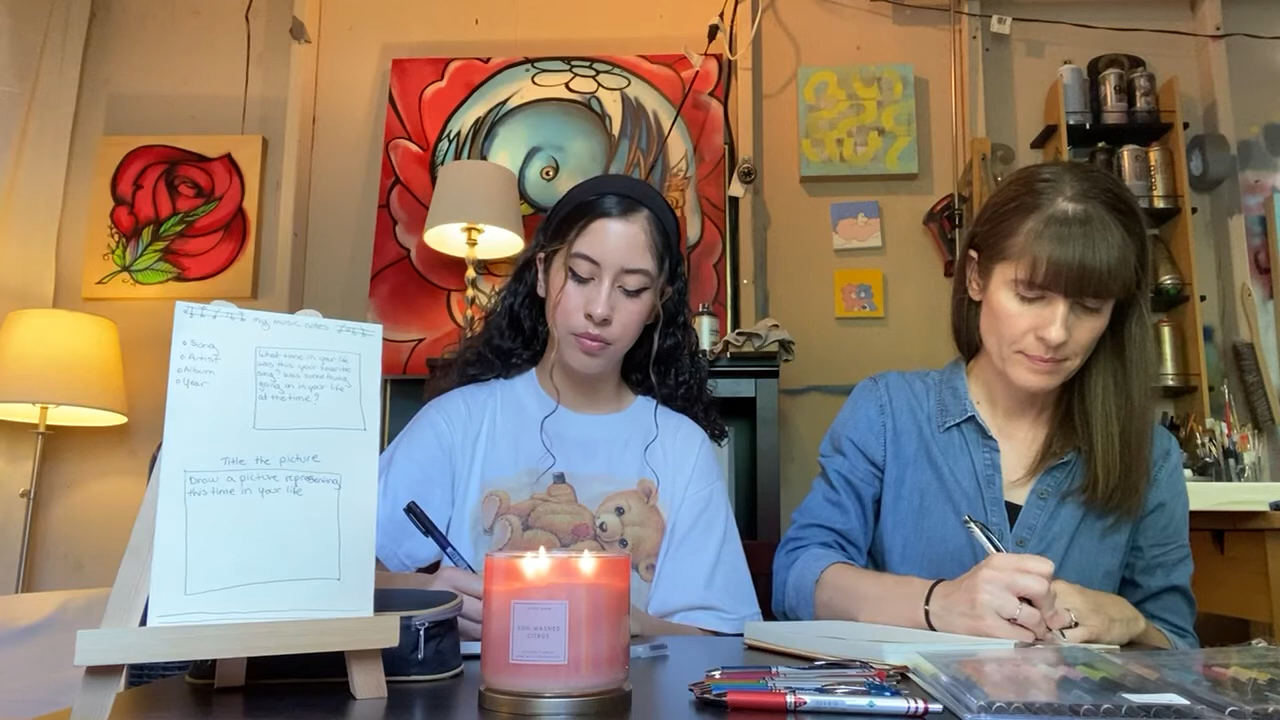 my music notes
• Song
• Artist
• Album
• Year
What time in your life
was this your favorite
song? Was something
going on in your life
at the time?
Title the picture
Draw a picture representing
this time in your life
SUN-WASHED
CITRUS